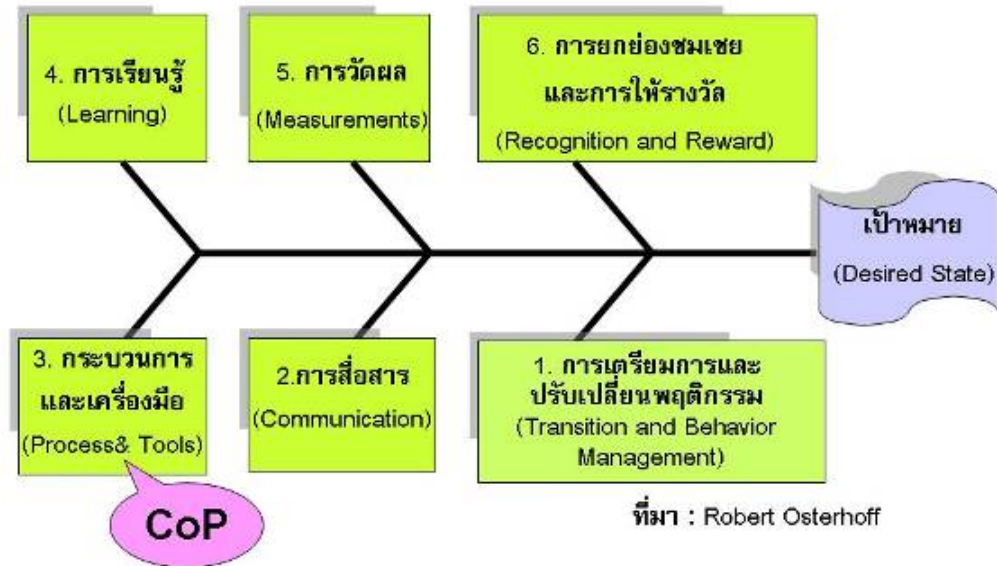 4. การเรียนรู้
(Learning)
5. การวัดผล
(Measurements)
6. การยกย่องชมเชย
และการให้รางวัล
(Recognition and Reward)
เป้าหมาย
(Desired State)
3. กระบวนการ
และเครื่องมือ
(Process& Tools)
2.การสื่อสาร
(Communication)
1. การเตรียมการและ
ปรับเปลี่ยนพฤติกรรม
(Transition and Behavior
Management)
CoP
ที่มา : Robert Osterhoff